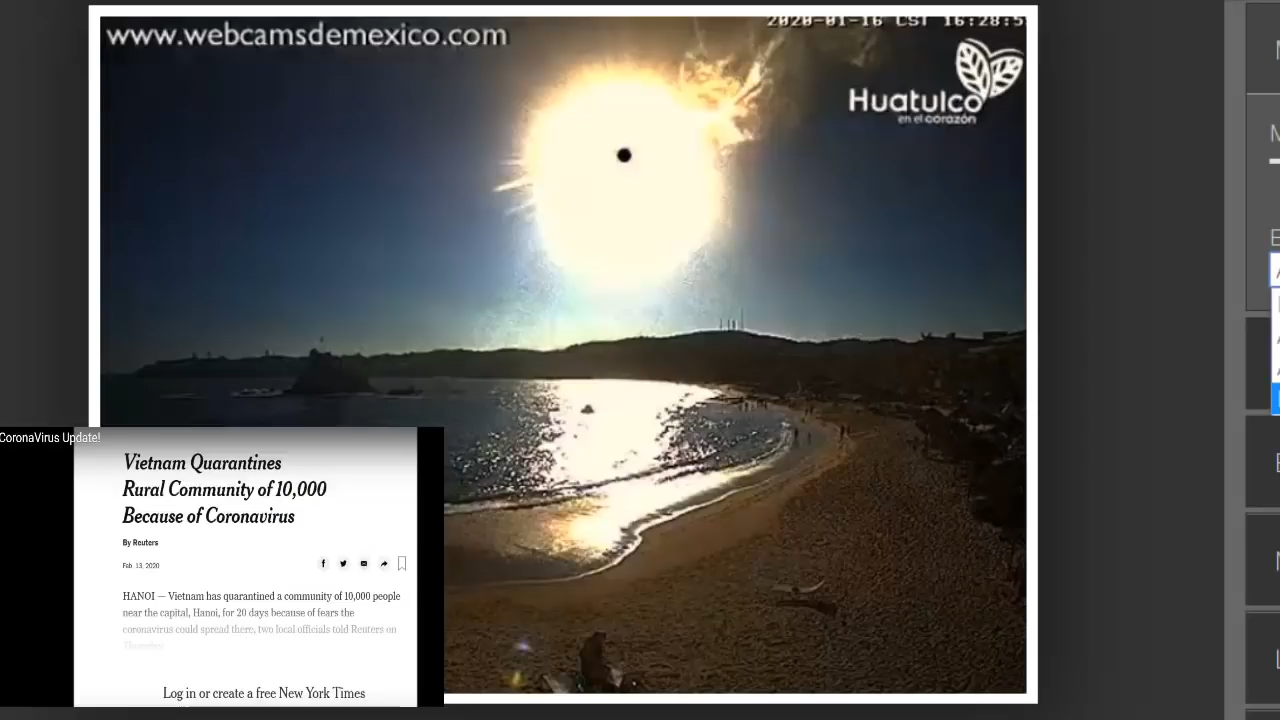 www.webcamsdemexico.com
2020-01-16 CST 16:28:5
Huatulco
en el corazón
CoronaVirus Update!
Vietnam Quarantines
Rural Community of 10,000
Because of Coronavirus
By Reuters
Feb. 13, 2020
HANOI — Vietnam has quarantined a community of 10,000 people
near the capital, Hanoi, for 20 days because of fears the
coronavirus could spread there, two local officials told Reuters on
Thursday.
Log in or create a free New York Times